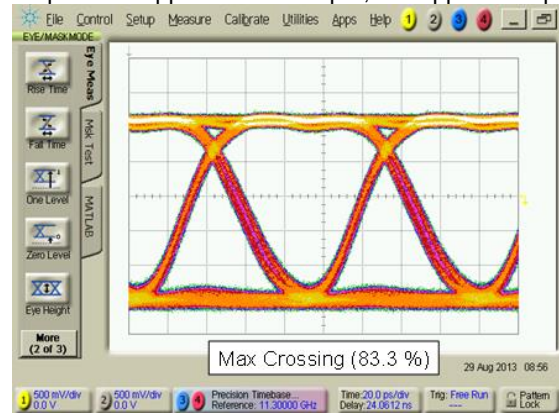 File Control Setup Measure Calibrate Utilities Apps Help 1 2 3 4
EYE/MASK MODE
Eye Meas
Rise Time
Msk Test
Fall Time
One Level
MATLAB
Zero Level
Eye Height
More
(2 of 3)
Max Crossing (83.3 %)
29 Aug 2013 08:56
1 500 mV/div
0.0 V
2 500 mV/div
0.0 V
3 4 Precision Timebase...
Reference: 11.30000 GHz
Time:20.0 ps/div
Delay:24.0612 ns
Trig: Free Run
Pattern
Lock